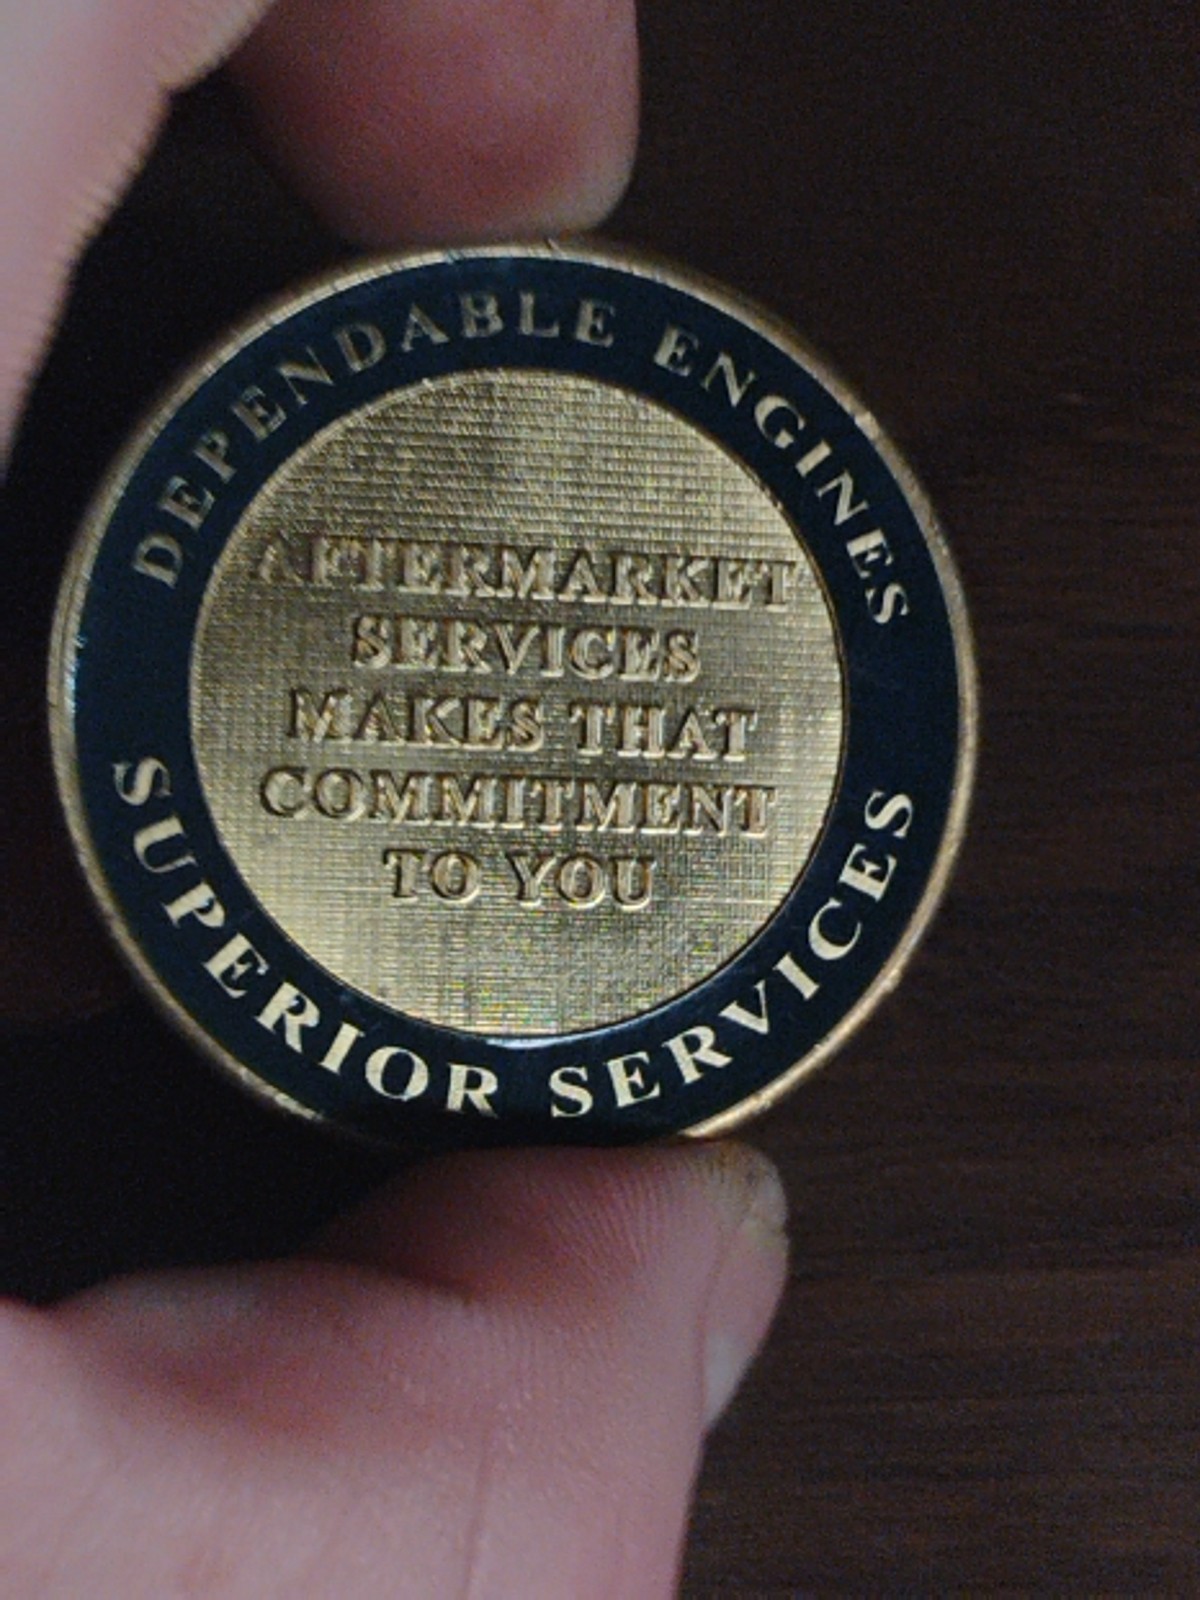 DEPENDABLE ENGINES
AFTERMARKET
SERVICES
MAKES THAT
COMMITMENT
TO YOU
SUPERIOR SERVICES